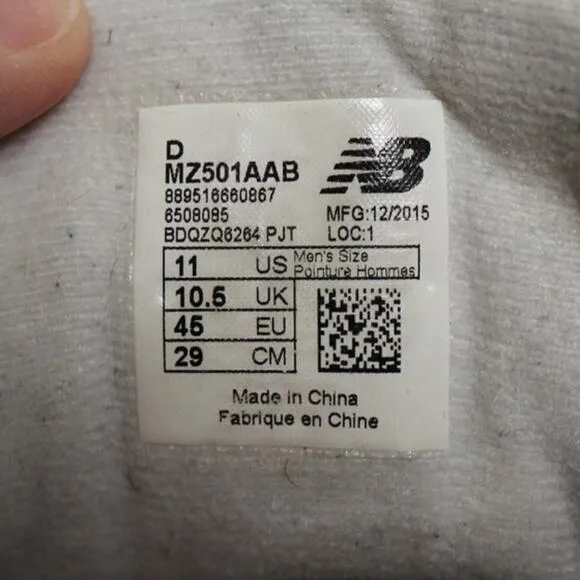 D
MZ501AAB
889516660867
6508085
BDQZQ6264 PJT
NB
MFG:12/2015
LOC:1
11 US Men's Size
Pointure Hommes
10.5 UK
45 EU
29 CM
Made in China
Fabrique en Chine